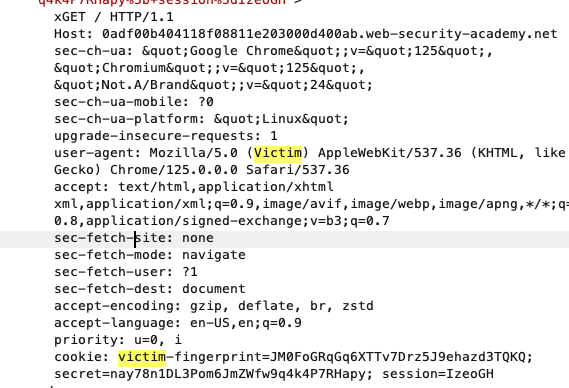 xGET / HTTP/1.1
Host: 0adf00b404118f08811e203000d400ab.web-security-academy.net
sec-ch-ua: &quot;Google Chrome&quot;;v=&quot;125&quot;,
&quot;Chromium&quot;;v=&quot;125&quot;,
&quot;Not.A/Brand&quot;;v=&quot;24&quot;
sec-ch-ua-mobile: ?0
sec-ch-ua-platform: &quot;Linux&quot;
upgrade-insecure-requests: 1
user-agent: Mozilla/5.0 (Victim) AppleWebKit/537.36 (KHTML, like
Gecko) Chrome/125.0.0.0 Safari/537.36
accept: text/html,application/xhtml
xml,application/xml;q=0.9,image/avif,image/webp,image/apng,*/*;q=
0.8,application/signed-exchange;v=b3;q=0.7
sec-fetch-site: none
sec-fetch-mode: navigate
sec-fetch-user: ?1
sec-fetch-dest: document
accept-encoding: gzip, deflate, br, zstd
accept-language: en-US,en;q=0.9
priority: u=0, i
cookie: victim-fingerprint=JM0FoGRqGq6XTTv7Drz5J9ehazd3TQKQ;
secret=nay78n1DL3Pom6JmZWfw9q4k4P7RHapy; session=IzeoGH